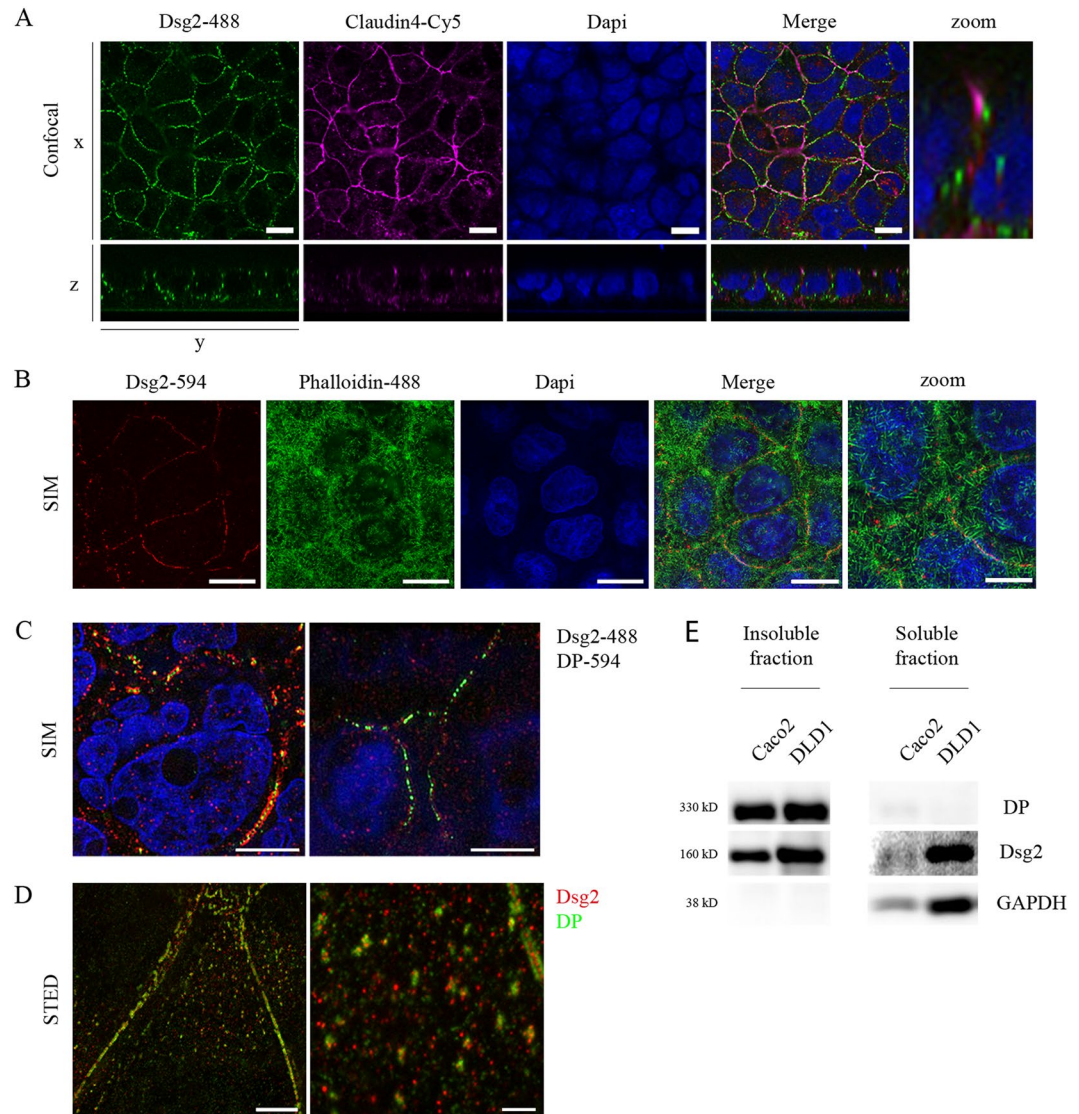 A
Dsg2-488
Claudin4-Cy5
Dapi
Merge
zoom
Confocal
x
z
y
B
Dsg2-594
Phalloidin-488
Dapi
Merge
zoom
SIM
C
Dsg2-488
DP-594
SIM
D
Dsg2
DP
STED
E
Insoluble
fraction
Soluble
fraction
Caco2
DLD1
Caco2
DLD1
330 kD
DP
160 kD
Dsg2
38 kD
GAPDH